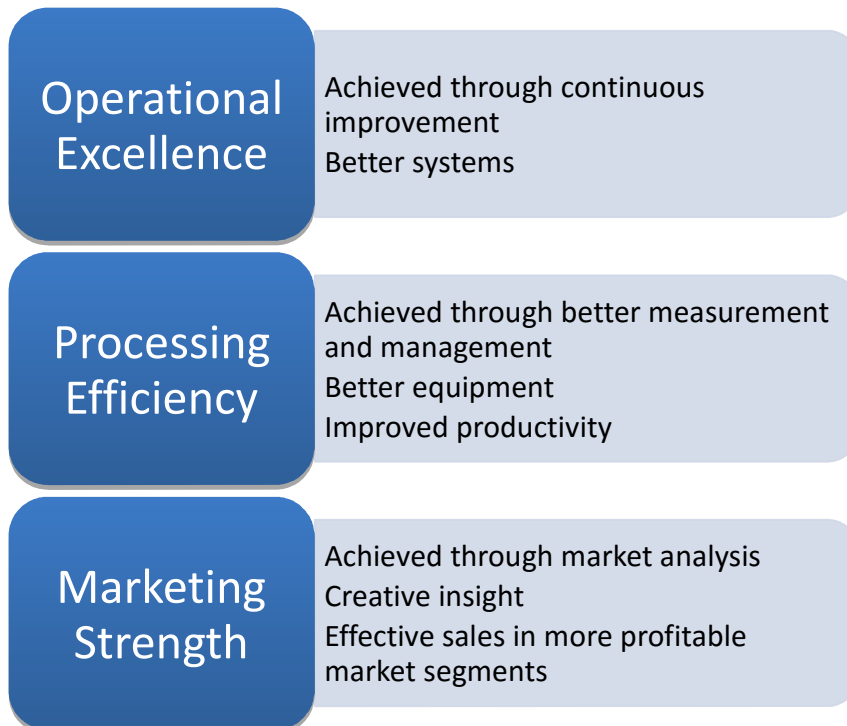 Operational
Excellence
Achieved through continuous
improvement
Better systems
Processing
Efficiency
Achieved through better measurement
and management
Better equipment
Improved productivity
Marketing
Strength
Achieved through market analysis
Creative insight
Effective sales in more profitable
market segments